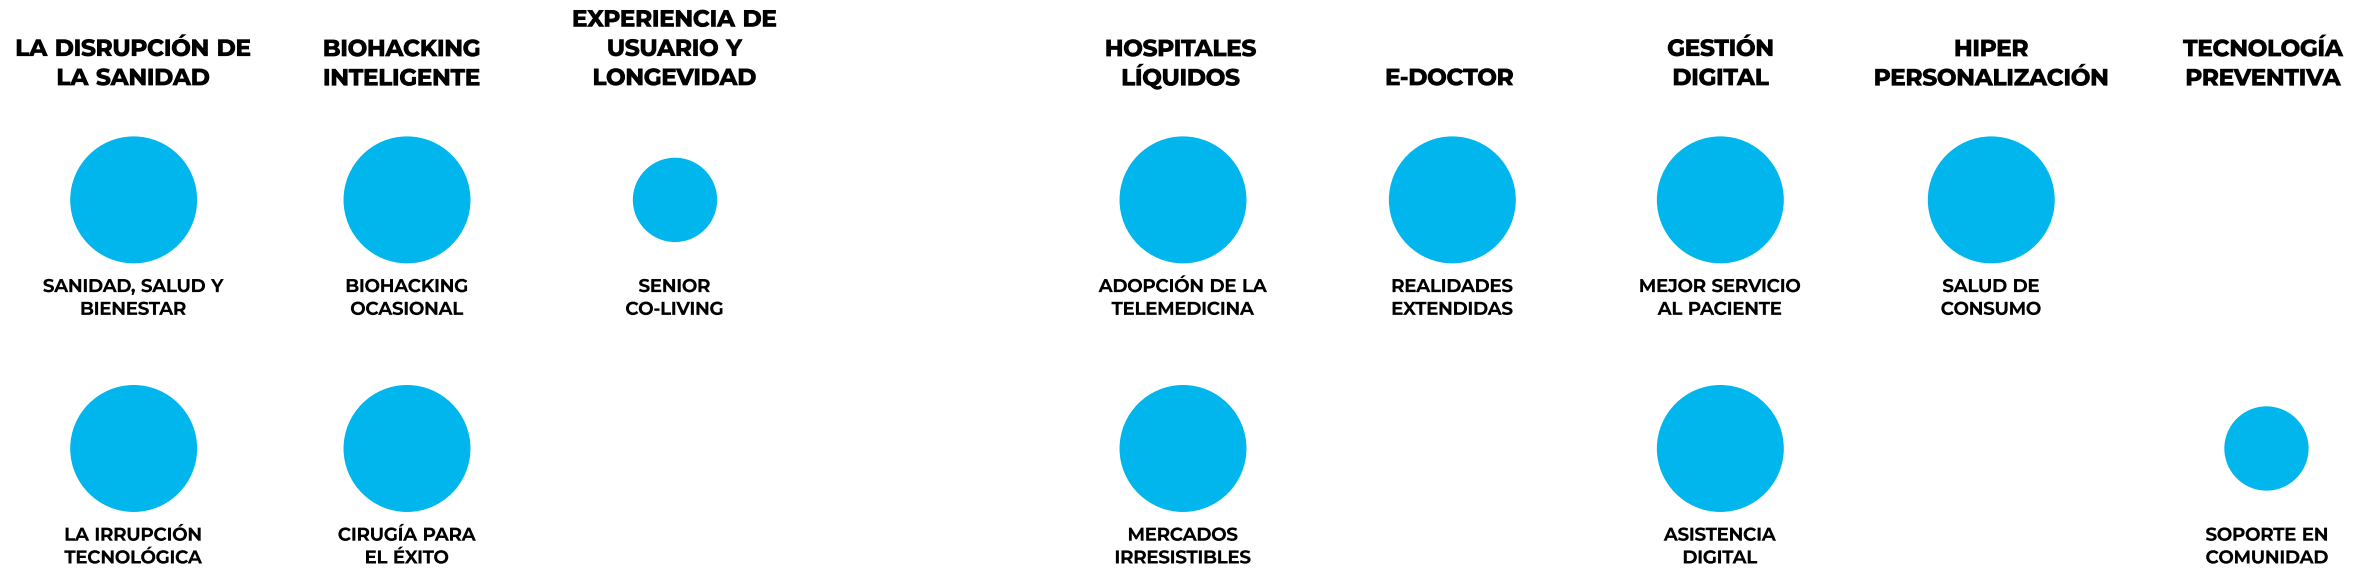 LA DISRUPCIÓN DE
LA SANIDAD
BIOHACKING
INTELIGENTE
EXPERIENCIA DE
USUARIO Y
LONGEVIDAD
HOSPITALES
LÍQUIDOS
E-DOCTOR
GESTIÓN
DIGITAL
HIPER
PERSONALIZACIÓN
TECNOLOGÍA
PREVENTIVA
SANIDAD, SALUD Y
BIENESTAR
BIOHACKING
OCASIONAL
SENIOR
CO-LIVING
ADOPCIÓN DE LA
TELEMEDICINA
REALIDADES
EXTENDIDAS
MEJOR SERVICIO
AL PACIENTE
SALUD DE
CONSUMO
LA IRRUPCIÓN
TECNOLÓGICA
CIRUGÍA PARA
EL ÉXITO
MERCADOS
IRRESISTIBLES
ASISTENCIA
DIGITAL
SOPORTE EN
COMUNIDAD